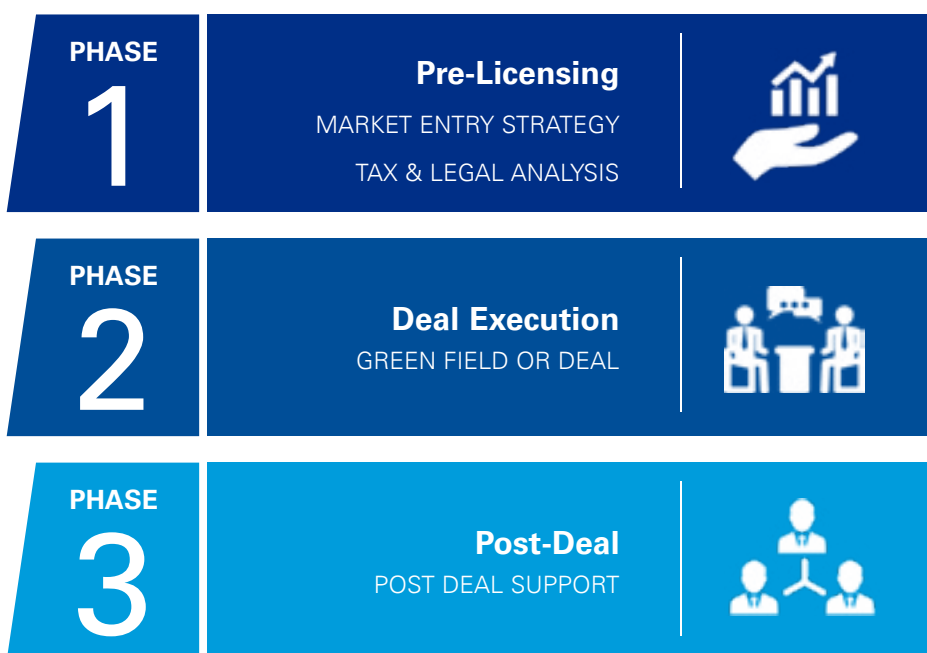 PHASE
1
Pre-Licensing
MARKET ENTRY STRATEGY
TAX & LEGAL ANALYSIS
PHASE
2
Deal Execution
GREEN FIELD OR DEAL
PHASE
3
Post-Deal
POST DEAL SUPPORT